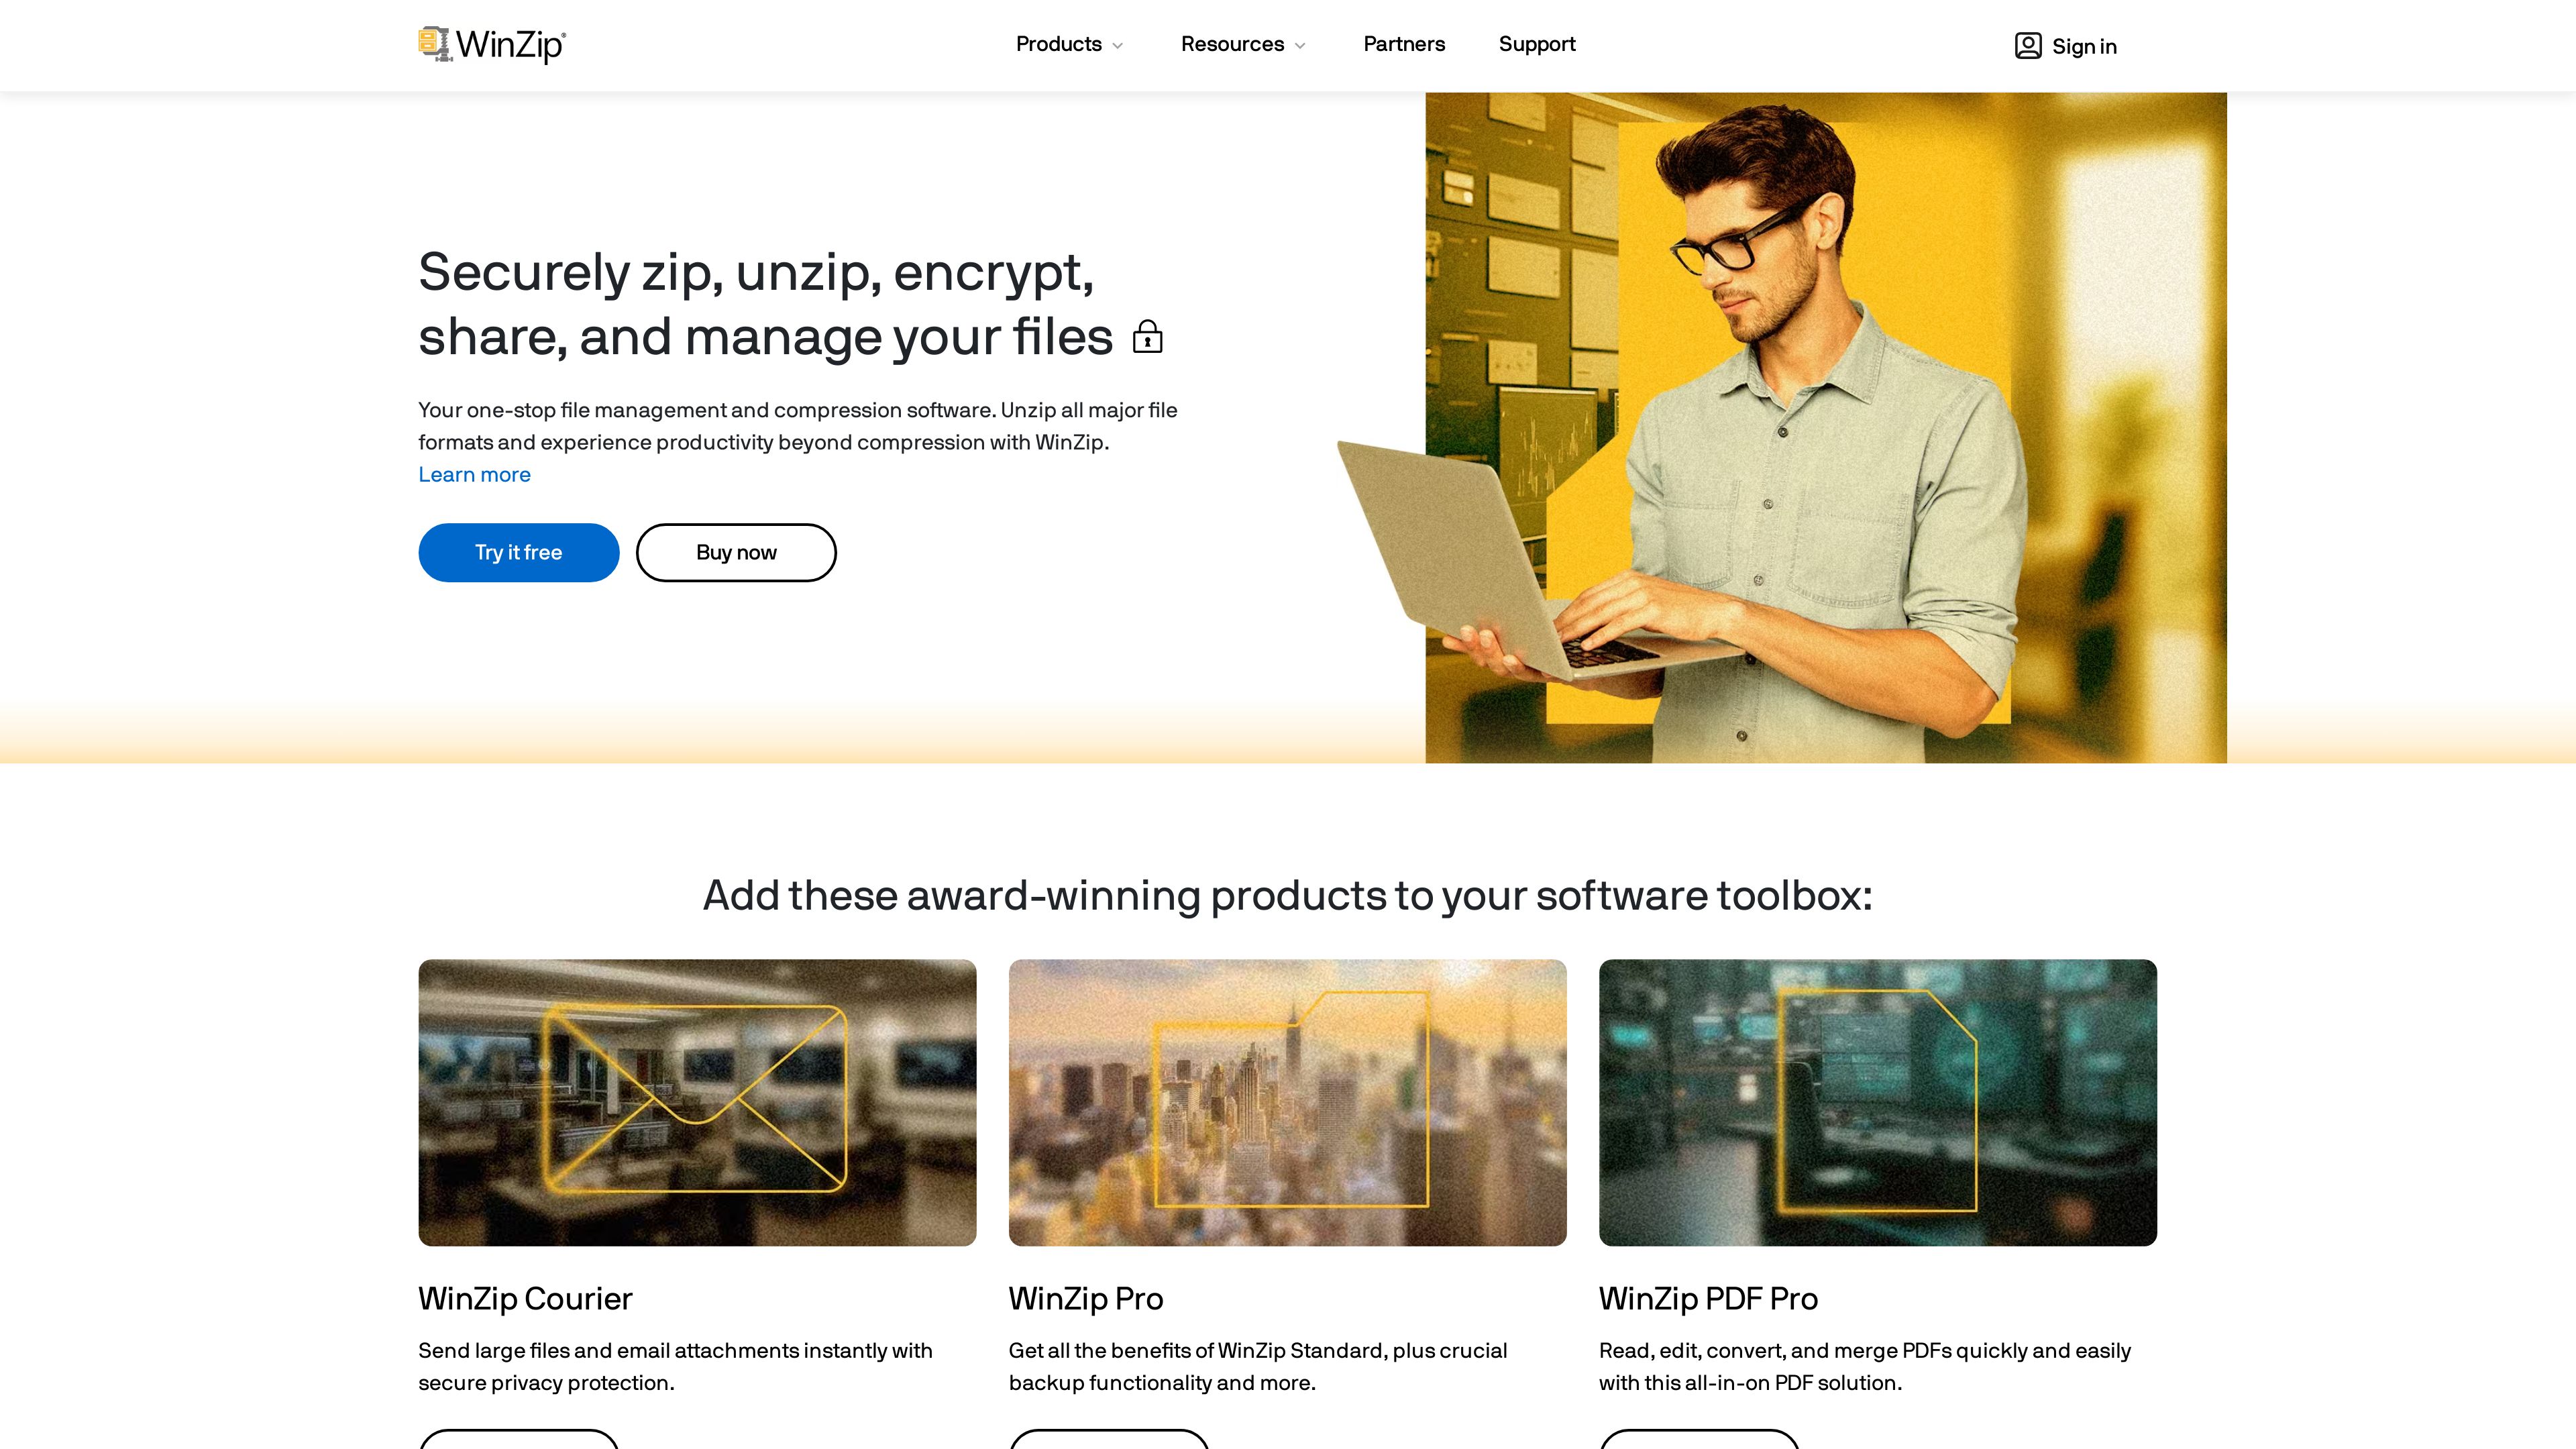 WinZip®
Products
Resources
Partners
Support
Sign in
Securely zip, unzip, encrypt,
share, and manage your files
Your one-stop file management and compression software. Unzip all major file
formats and experience productivity beyond compression with WinZip.
Learn more
Try it free
Buy now
Add these award-winning products to your software toolbox:
WinZip Courier
Send large files and email attachments instantly with
secure privacy protection.
WinZip Pro
Get all the benefits of WinZip Standard, plus crucial
backup functionality and more.
WinZip PDF Pro
Read, edit, convert, and merge PDFs quickly and easily
with this all-in-on PDF solution.